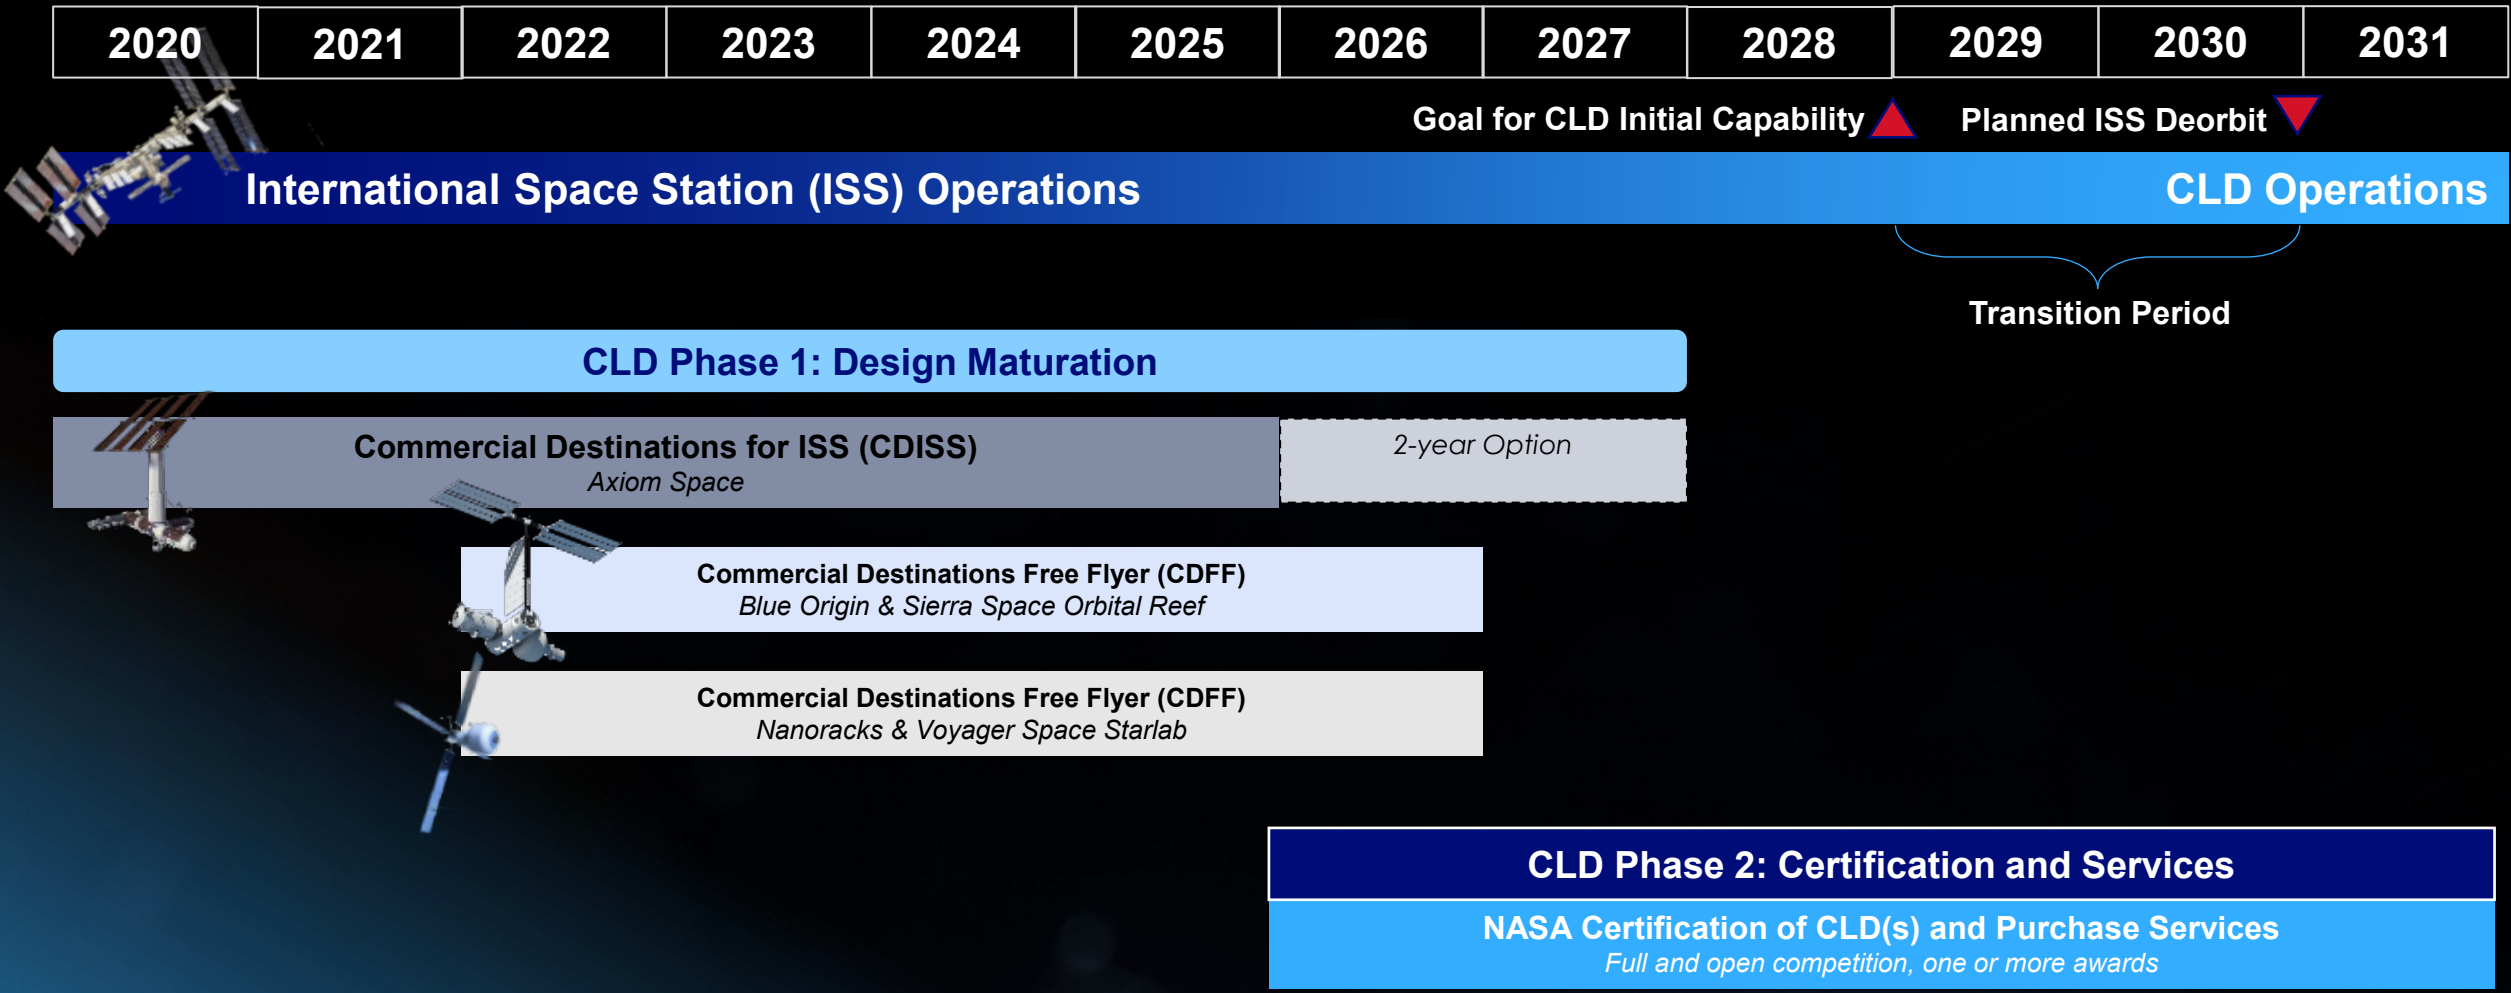 2020 2021 2022 2023 2024 2025 2026 2027 2028 2029 2030 2031
Goal for CLD Initial Capability Planned ISS Deorbit
International Space Station (ISS) Operations CLD Operations
Transition Period
CLD Phase 1: Design Maturation
Commercial Destinations for ISS (CDISS)
Axiom Space
2-year Option
Commercial Destinations Free Flyer (CDFF)
Blue Origin & Sierra Space Orbital Reef
Commercial Destinations Free Flyer (CDFF)
Nanoracks & Voyager Space Starlab
CLD Phase 2: Certification and Services
NASA Certification of CLD(s) and Purchase Services
Full and open competition, one or more awards